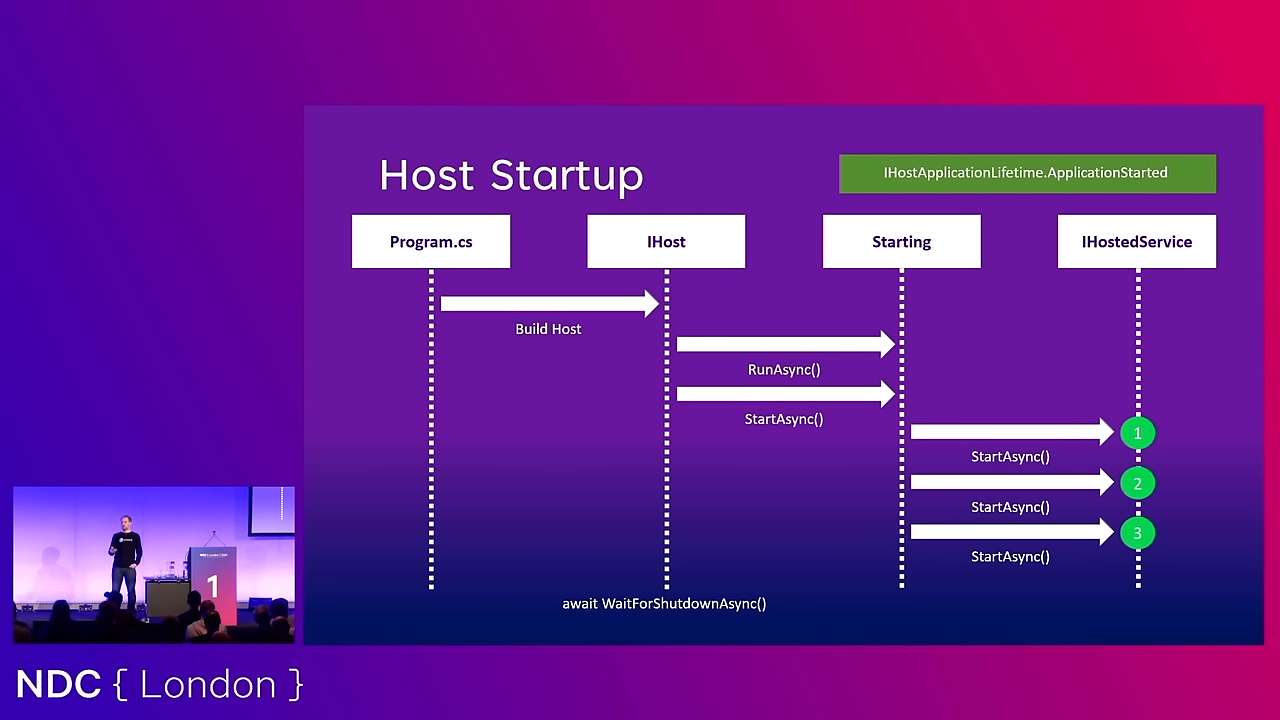 Host Startup
IHostApplicationLifetime.ApplicationStarted
Program.cs
IHost
Starting
IHostedService
Build Host
RunAsync()
StartAsync()
1
StartAsync()
2
StartAsync()
3
StartAsync()
await WaitForShutdownAsync()
1
NDC { London }